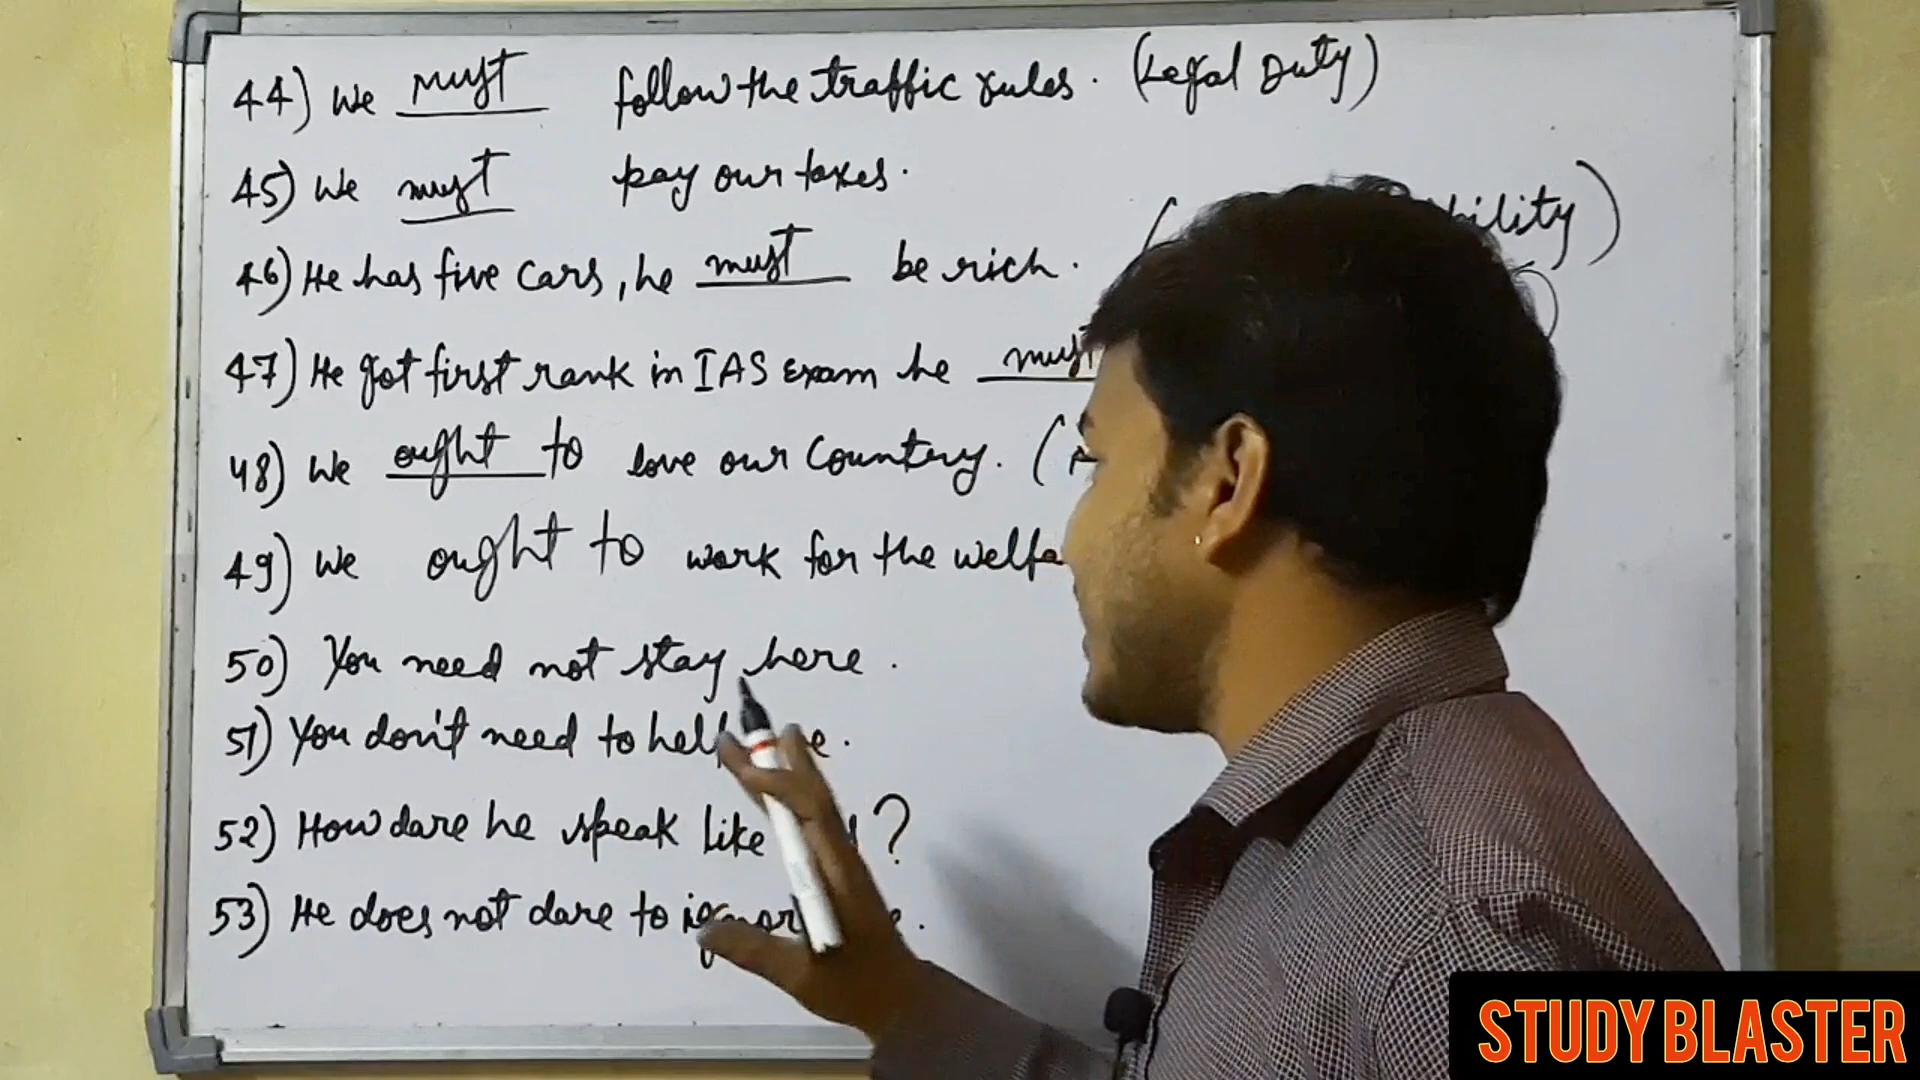 44) We must follow the traffic rules. (Legal Duty)
45) We must pay our taxes.
46) He has five cars, he must be rich.
47) He got first rank in IAS Exam he must
48) We ought to love our Country.
49) We ought to work for the
50) You need not stay here.
51) You don't need to
52) How dare he speak like ?
53) He does not dare to
STUDY BLASTER